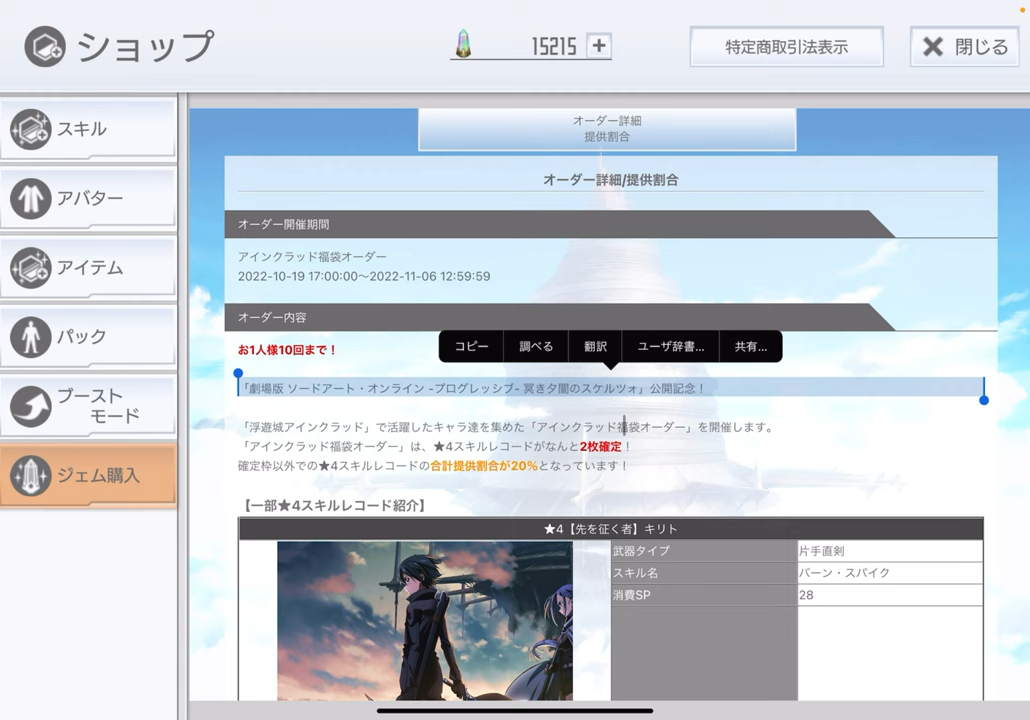 ショップ
15215
特定商取引法表示
閉じる
スキル
アバター
アイテム
パック
ブースト
モード
ジェム購入
オーダー詳細
提供割合
オーダー詳細/提供割合
オーダー開催期間
アインクラッド福袋オーダー
2022-10-19 17:00:00～2022-11-06 12:59:59
オーダー内容
お1人様10回まで！
コピー 調べる 翻訳 ユーザ辞書... 共有...
「劇場版 ソードアート・オンライン -プログレッシブ- 冥き夕闇のスケルツォ」公開記念！
「浮遊城アインクラッド」で活躍したキャラ達を集めた「アインクラッド福袋オーダー」を開催します。
「アインクラッド福袋オーダー」は、★4スキルレコードがなんと2枚確定！
確定枠以外での★4スキルレコードの合計提供割合が20%となっています！
【一部★4スキルレコード紹介】
★4【先を征く者】キリト
武器タイプ 片手直剣
スキル名 バーン・スパイク
消費SP 28